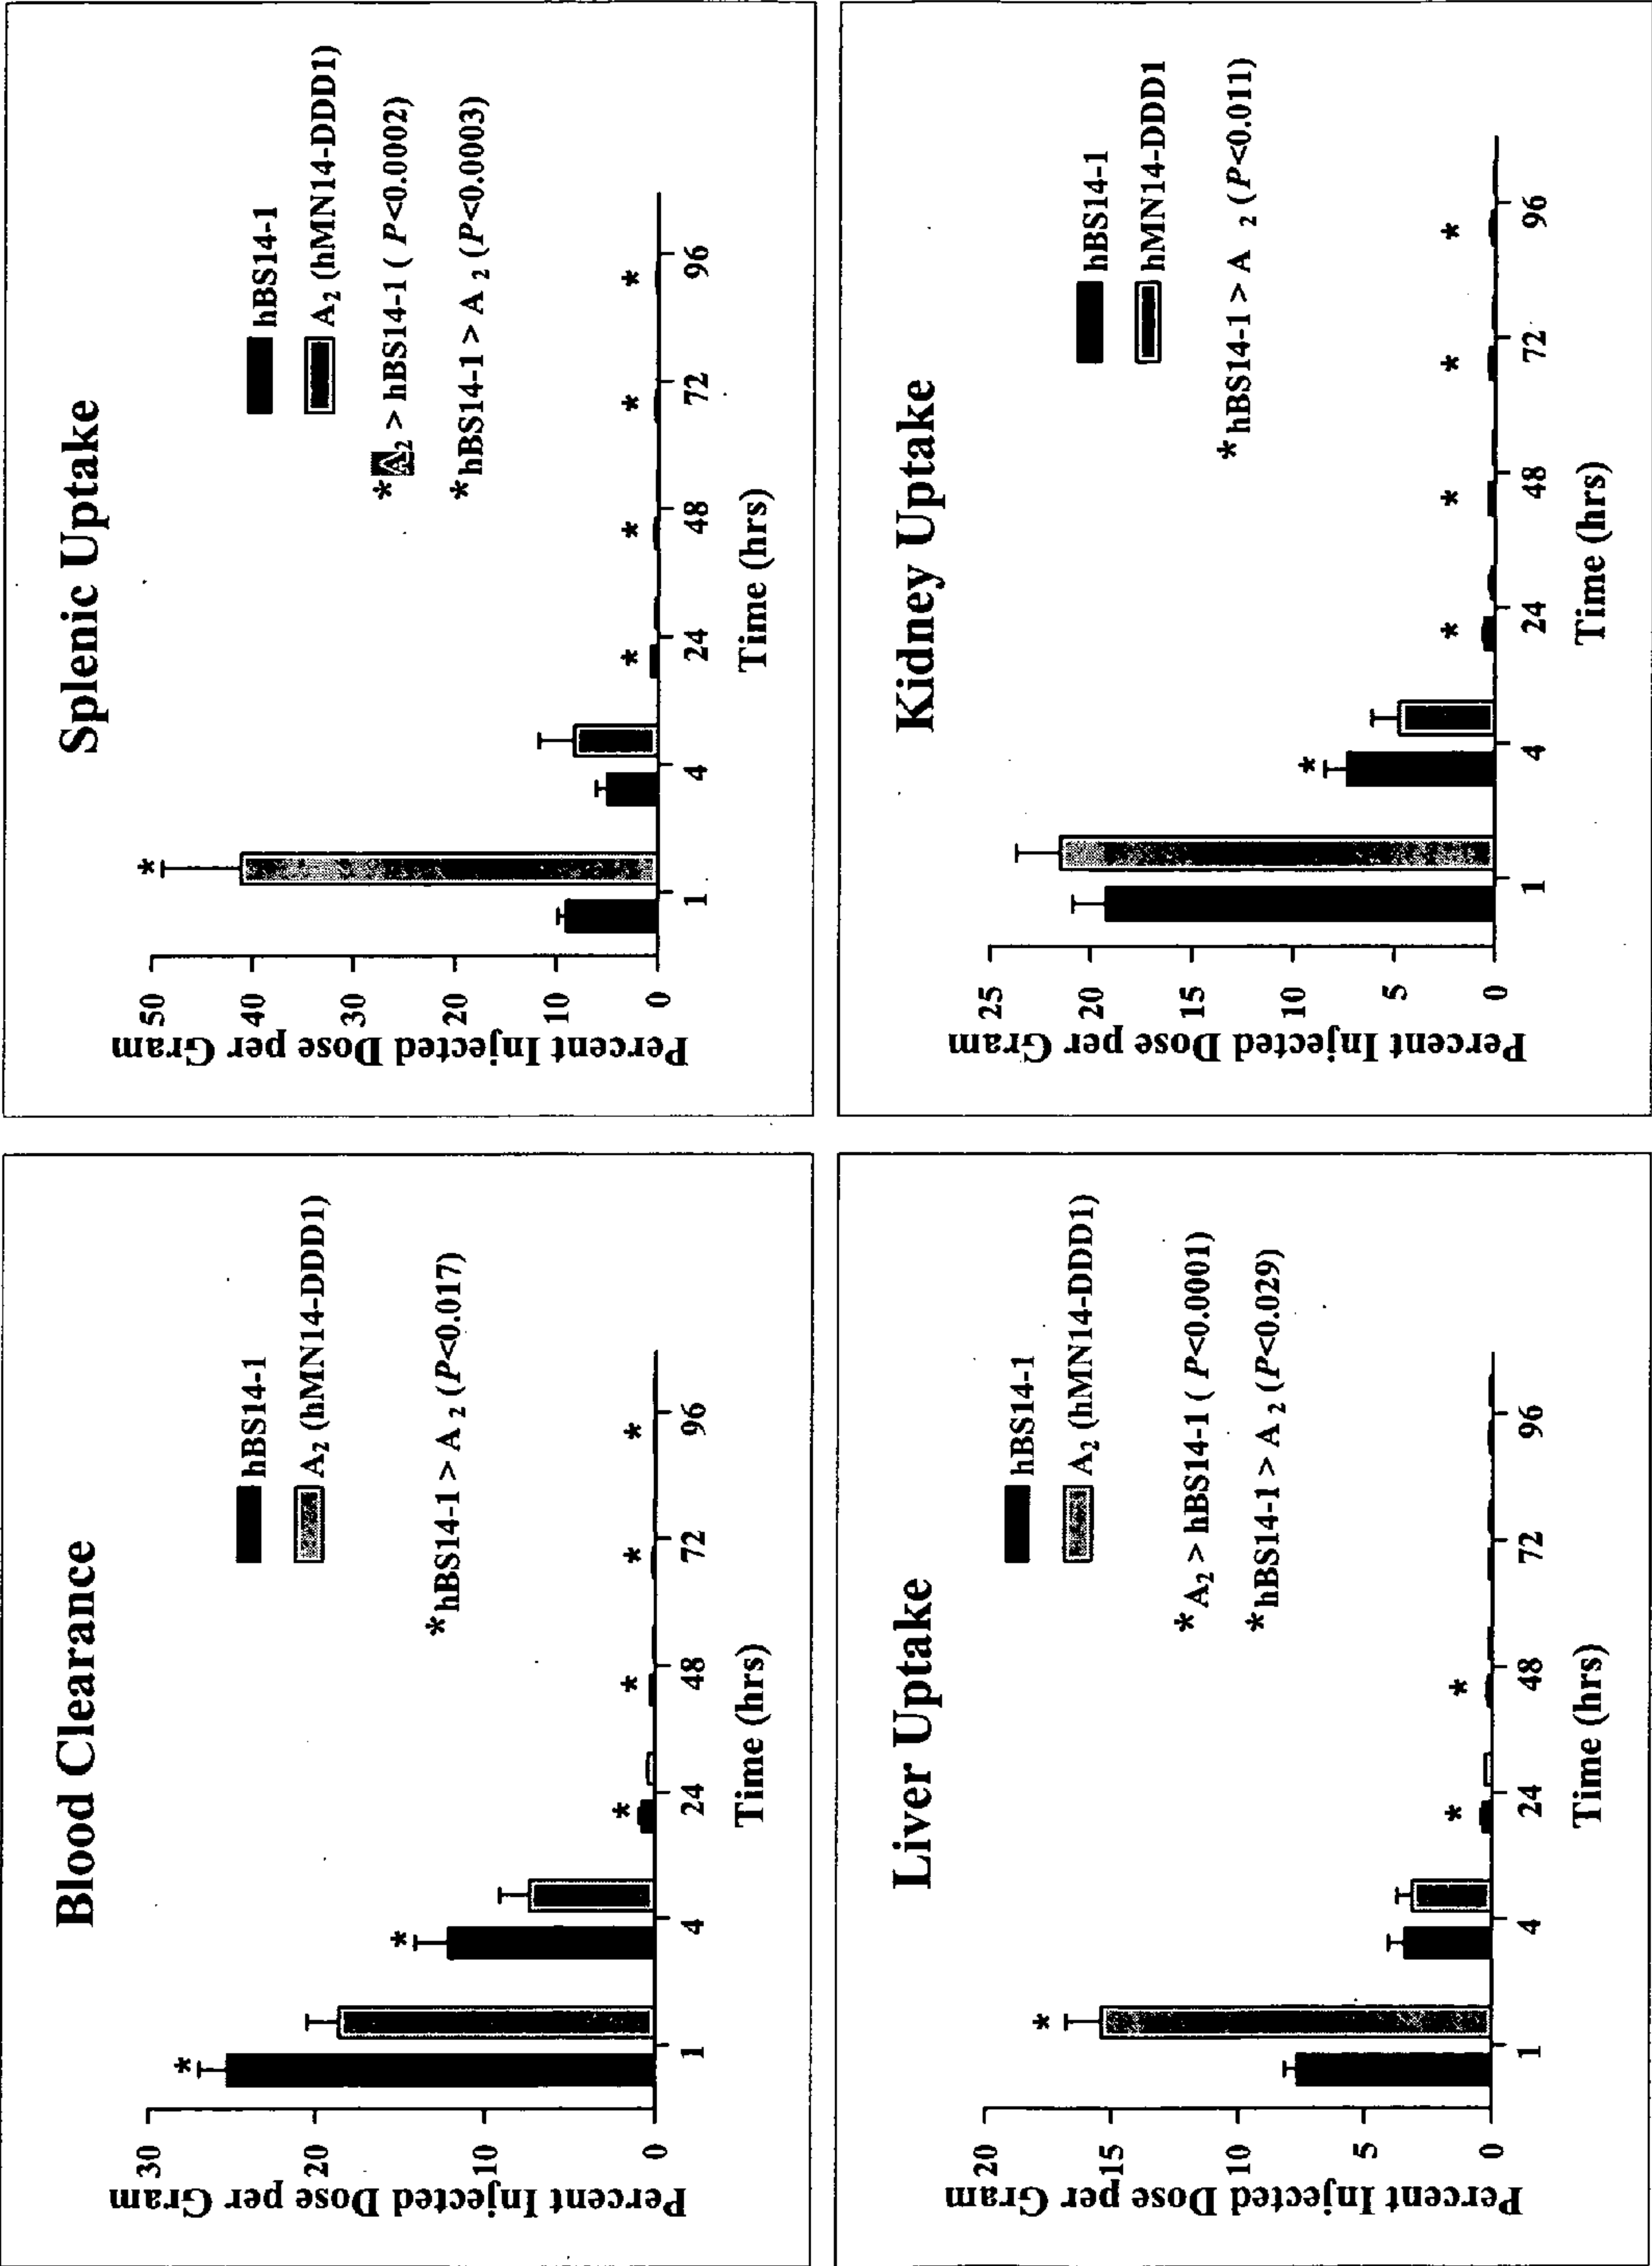 Blood Clearance
Percent Injected Dose per Gram
30
20
10
0
hBS14-1
A2 (hMN14-DDD1)
*hBS14-1 > A 2 (P<0.017)
*
*
*
*
*
*
1
4
24
48
72
96
Time (hrs)
Splenic Uptake
Percent Injected Dose per Gram
50
40
30
20
10
0
hBS14-1
A2 (hMN14-DDD1)
*A2 > hBS14-1 ( P<0.0002)
*hBS14-1 > A 2 (P<0.0003)
*
*
*
*
*
1
4
24
48
72
96
Time (hrs)
Liver Uptake
Percent Injected Dose per Gram
20
15
10
5
0
hBS14-1
A2 (hMN14-DDD1)
*A2 > hBS14-1 ( P<0.0001)
*hBS14-1 > A 2 (P<0.029)
*
*
*
1
4
24
48
72
96
Time (hrs)
Kidney Uptake
Percent Injected Dose per Gram
25
20
15
10
5
0
hBS14-1
hMN14-DDD1
*hBS14-1 > A 2 (P<0.011)
*
*
*
*
*
1
4
24
48
72
96
Time (hrs)